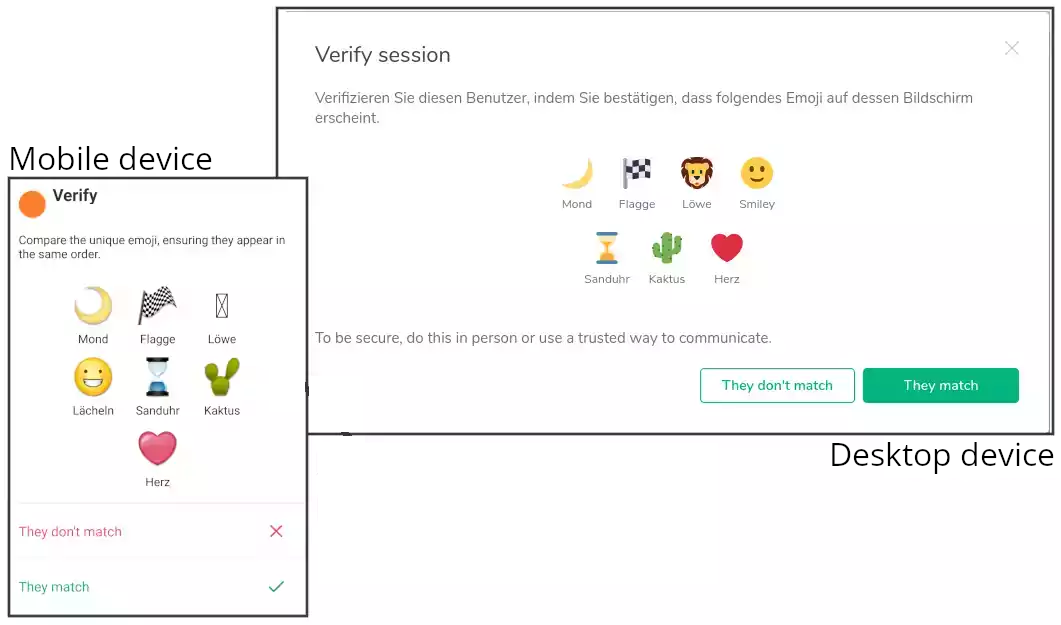 Mobile device
Verify
Compare the unique emoji, ensuring they appear in
the same order.
Mond Flagge Löwe
Lächeln Sanduhr Kaktus
Herz
They don't match
They match
Verify session
Verifizieren Sie diesen Benutzer, indem Sie bestätigen, dass folgendes Emoji auf dessen Bildschirm
erscheint.
Mond Flagge Löwe Smiley
Sanduhr Kaktus Herz
To be secure, do this in person or use a trusted way to communicate.
They don't match They match
Desktop device